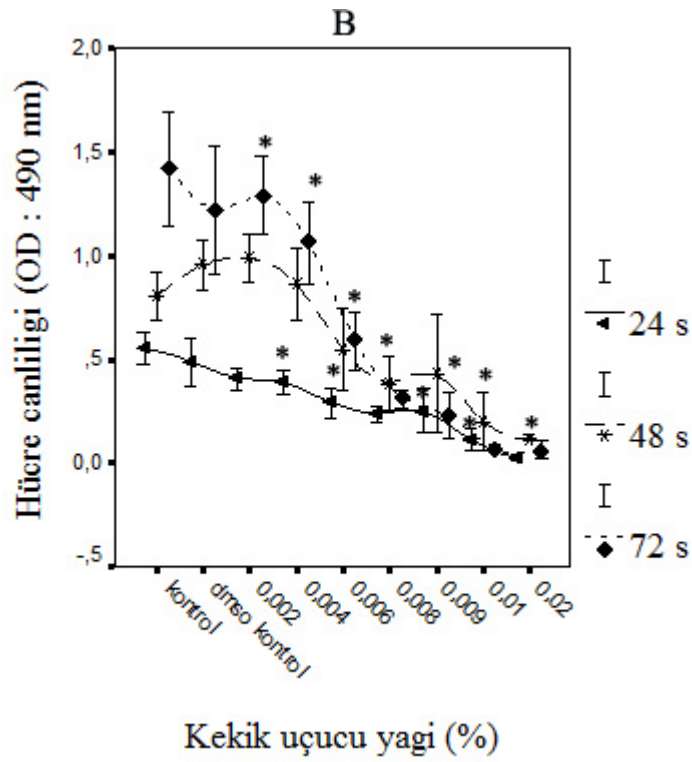 B
Hücre canliligi (OD : 490 nm)
2,0
1,5
1,0
,5
0,0
-,5
kontrol
dmso kontrol
0,002
0,004
0,006
0,008
0,009
0,01
0,02
Kekik uçucu yagi (%)
24 s
48 s
72 s